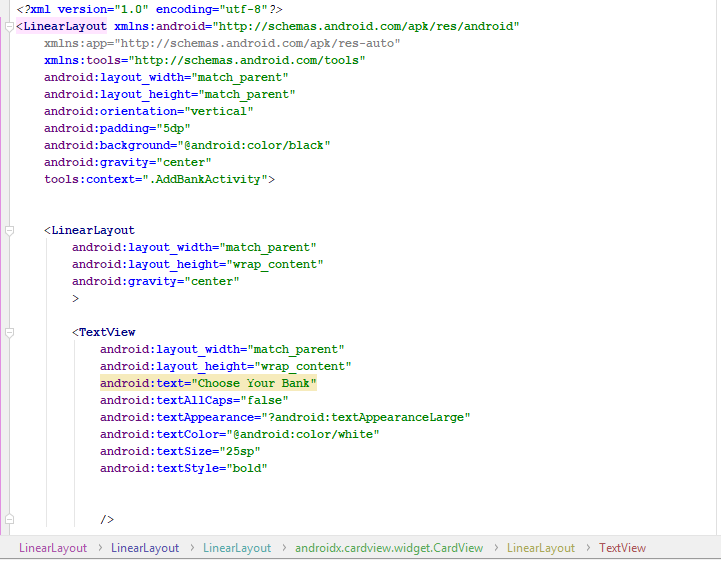 <?xml version="1.0" encoding="utf-8"?>
<LinearLayout xmlns:android="http://schemas.android.com/apk/res/android"
    xmlns:app="http://schemas.android.com/apk/res-auto"
    xmlns:tools="http://schemas.android.com/tools"
    android:layout_width="match_parent"
    android:layout_height="match_parent"
    android:orientation="vertical"
    android:padding="5dp"
    android:background="@android:color/black"
    android:gravity="center"
    tools:context=".AddBankActivity">
    <LinearLayout
        android:layout_width="match_parent"
        android:layout_height="wrap_content"
        android:gravity="center"
        >
        <TextView
            android:layout_width="match_parent"
            android:layout_height="wrap_content"
            android:text="Choose Your Bank"
            android:textAllCaps="false"
            android:textAppearance="?android:textAppearanceLarge"
            android:textColor="@android:color/white"
            android:textSize="25sp"
            android:textStyle="bold"
            />
LinearLayout › LinearLayout › LinearLayout › androidx.cardview.widget.CardView › LinearLayout › TextView